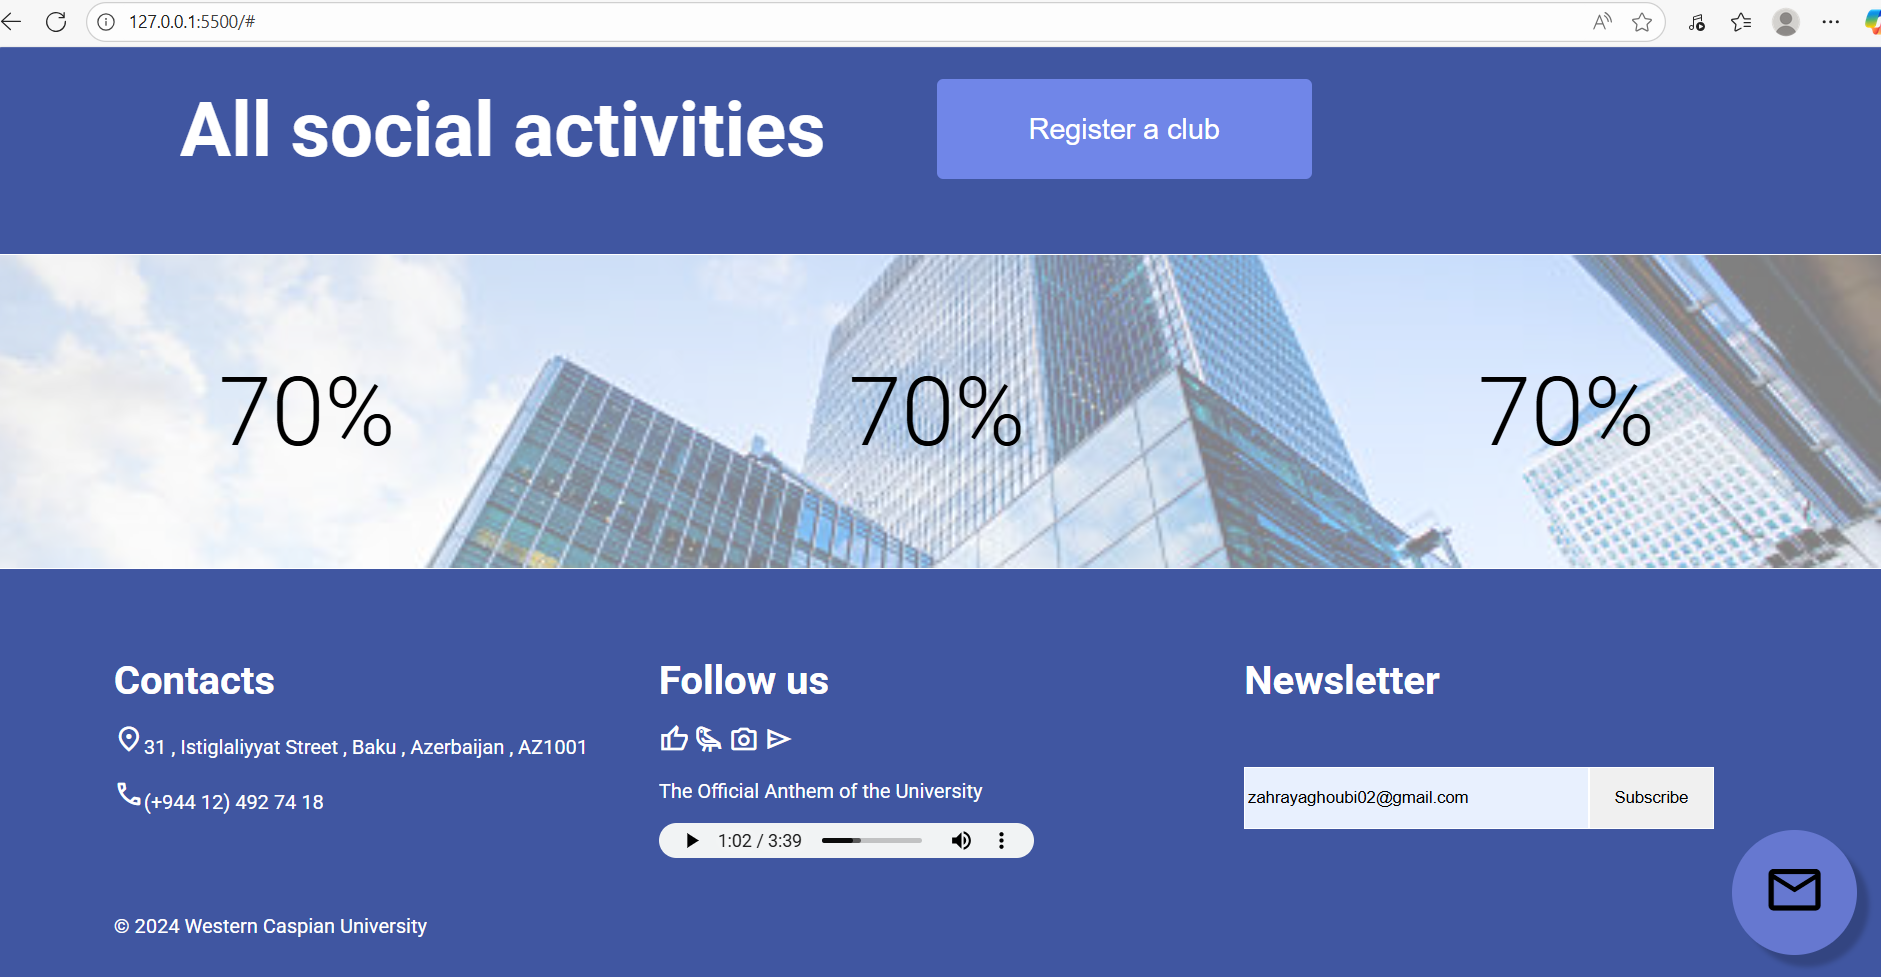 127.0.0.1:5500/#
All social activities
Register a club
70%
70%
70%
Contacts
31 , Istiglaliyyat Street , Baku , Azerbaijan , AZ1001
(+944 12) 492 74 18
Follow us
The Official Anthem of the University
1:02 / 3:39
Newsletter
zahrayaghoubi02@gmail.com
Subscribe
© 2024 Western Caspian University